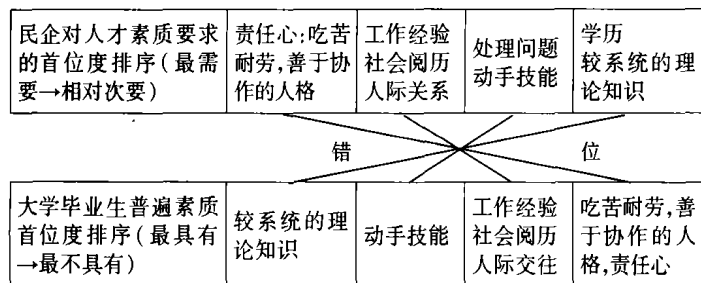 民企对人才素质要求
的首位度排序(最需
要→相对次要)
责任心;吃苦
耐劳,善于协
作的人格
工作经验
社会阅历
人际关系
处理问题
动手技能
学历
较系统的理
论知识
错
位
大学毕业生普遍素质
首位度排序(最具有
→最不具有)
较系统的理
论知识
动手技能
工作经验
社会阅历
人际交往
吃苦耐劳,善
于协作的人
格,责任心